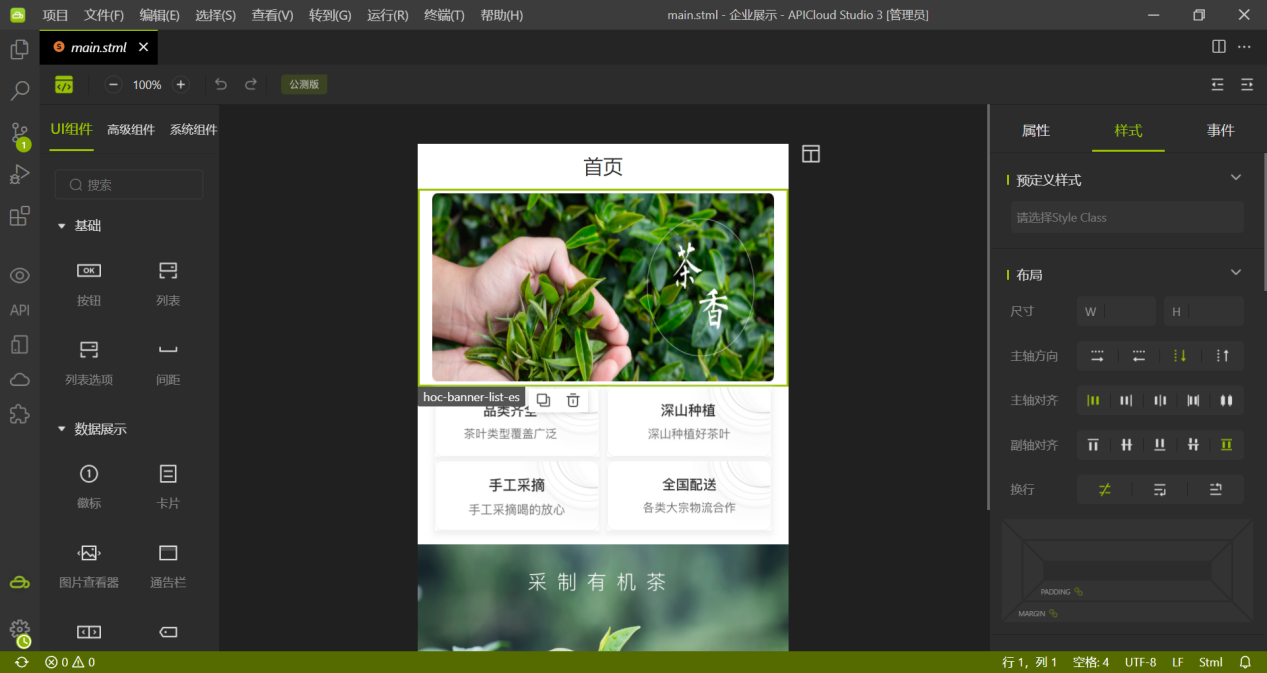 项目 文件(F) 编辑(E) 选择(S) 查看(V) 转到(G) 运行(R) 终端(T) 帮助(H) main.stml - 企业展示 - APICloud Studio 3 [管理员]
main.stml
100% 公测版
UI组件 高级组件 系统组件
搜索
基础
OK
按钮 列表
列表选项 间距
数据展示
1
徽标 卡片
图片查看器 通告栏
API
1
首页
茶香
hoc-banner-list-es
品类齐全
茶叶类型覆盖广泛
深山种植
深山种植好茶叶
手工采摘
手工采摘喝的放心
全国配送
各类大宗物流合作
采制有机茶
属性 样式 事件
预定义样式
请选择Style Class
布局
尺寸 W H
主轴方向
主轴对齐
副轴对齐
换行
PADDING
MARGIN
0 0 行 1，列 1 空格: 4 UTF-8 LF Stml